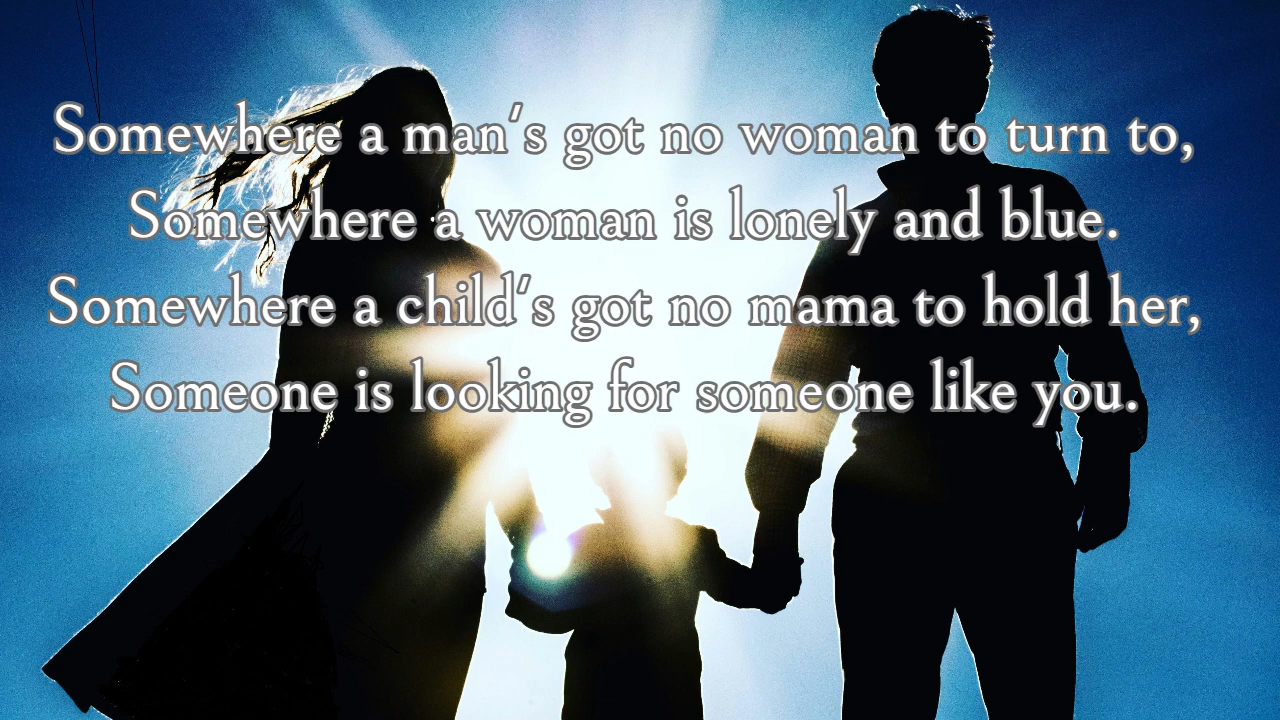 Somewhere a man's got no woman to turn to,
Somewhere a woman is lonely and blue.
Somewhere a child's got no mama to hold her,
Someone is looking for someone like you.